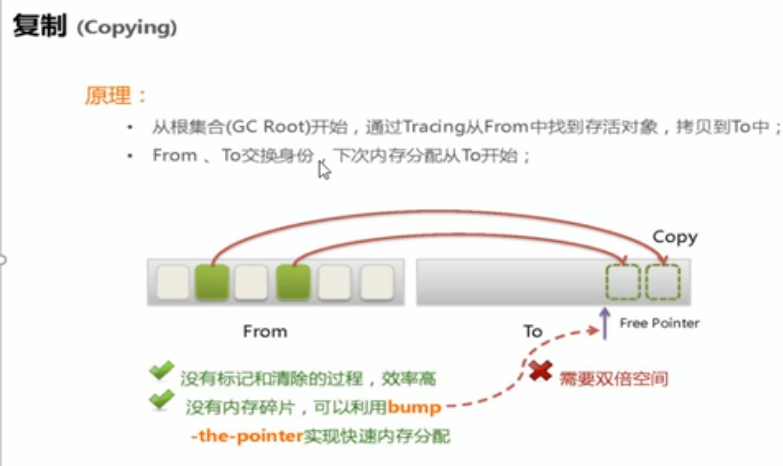 复制 (Copying)
原理：
• 从根集合(GC Root)开始，通过Tracing从From中找到存活对象，拷贝到To中；
• From 、To交换身份，下次内存分配从To开始；
Copy
From
To
Free Pointer
没有标记和清除的过程，效率高
需要双倍空间
没有内存碎片，可以利用bump
-the-pointer实现快速内存分配